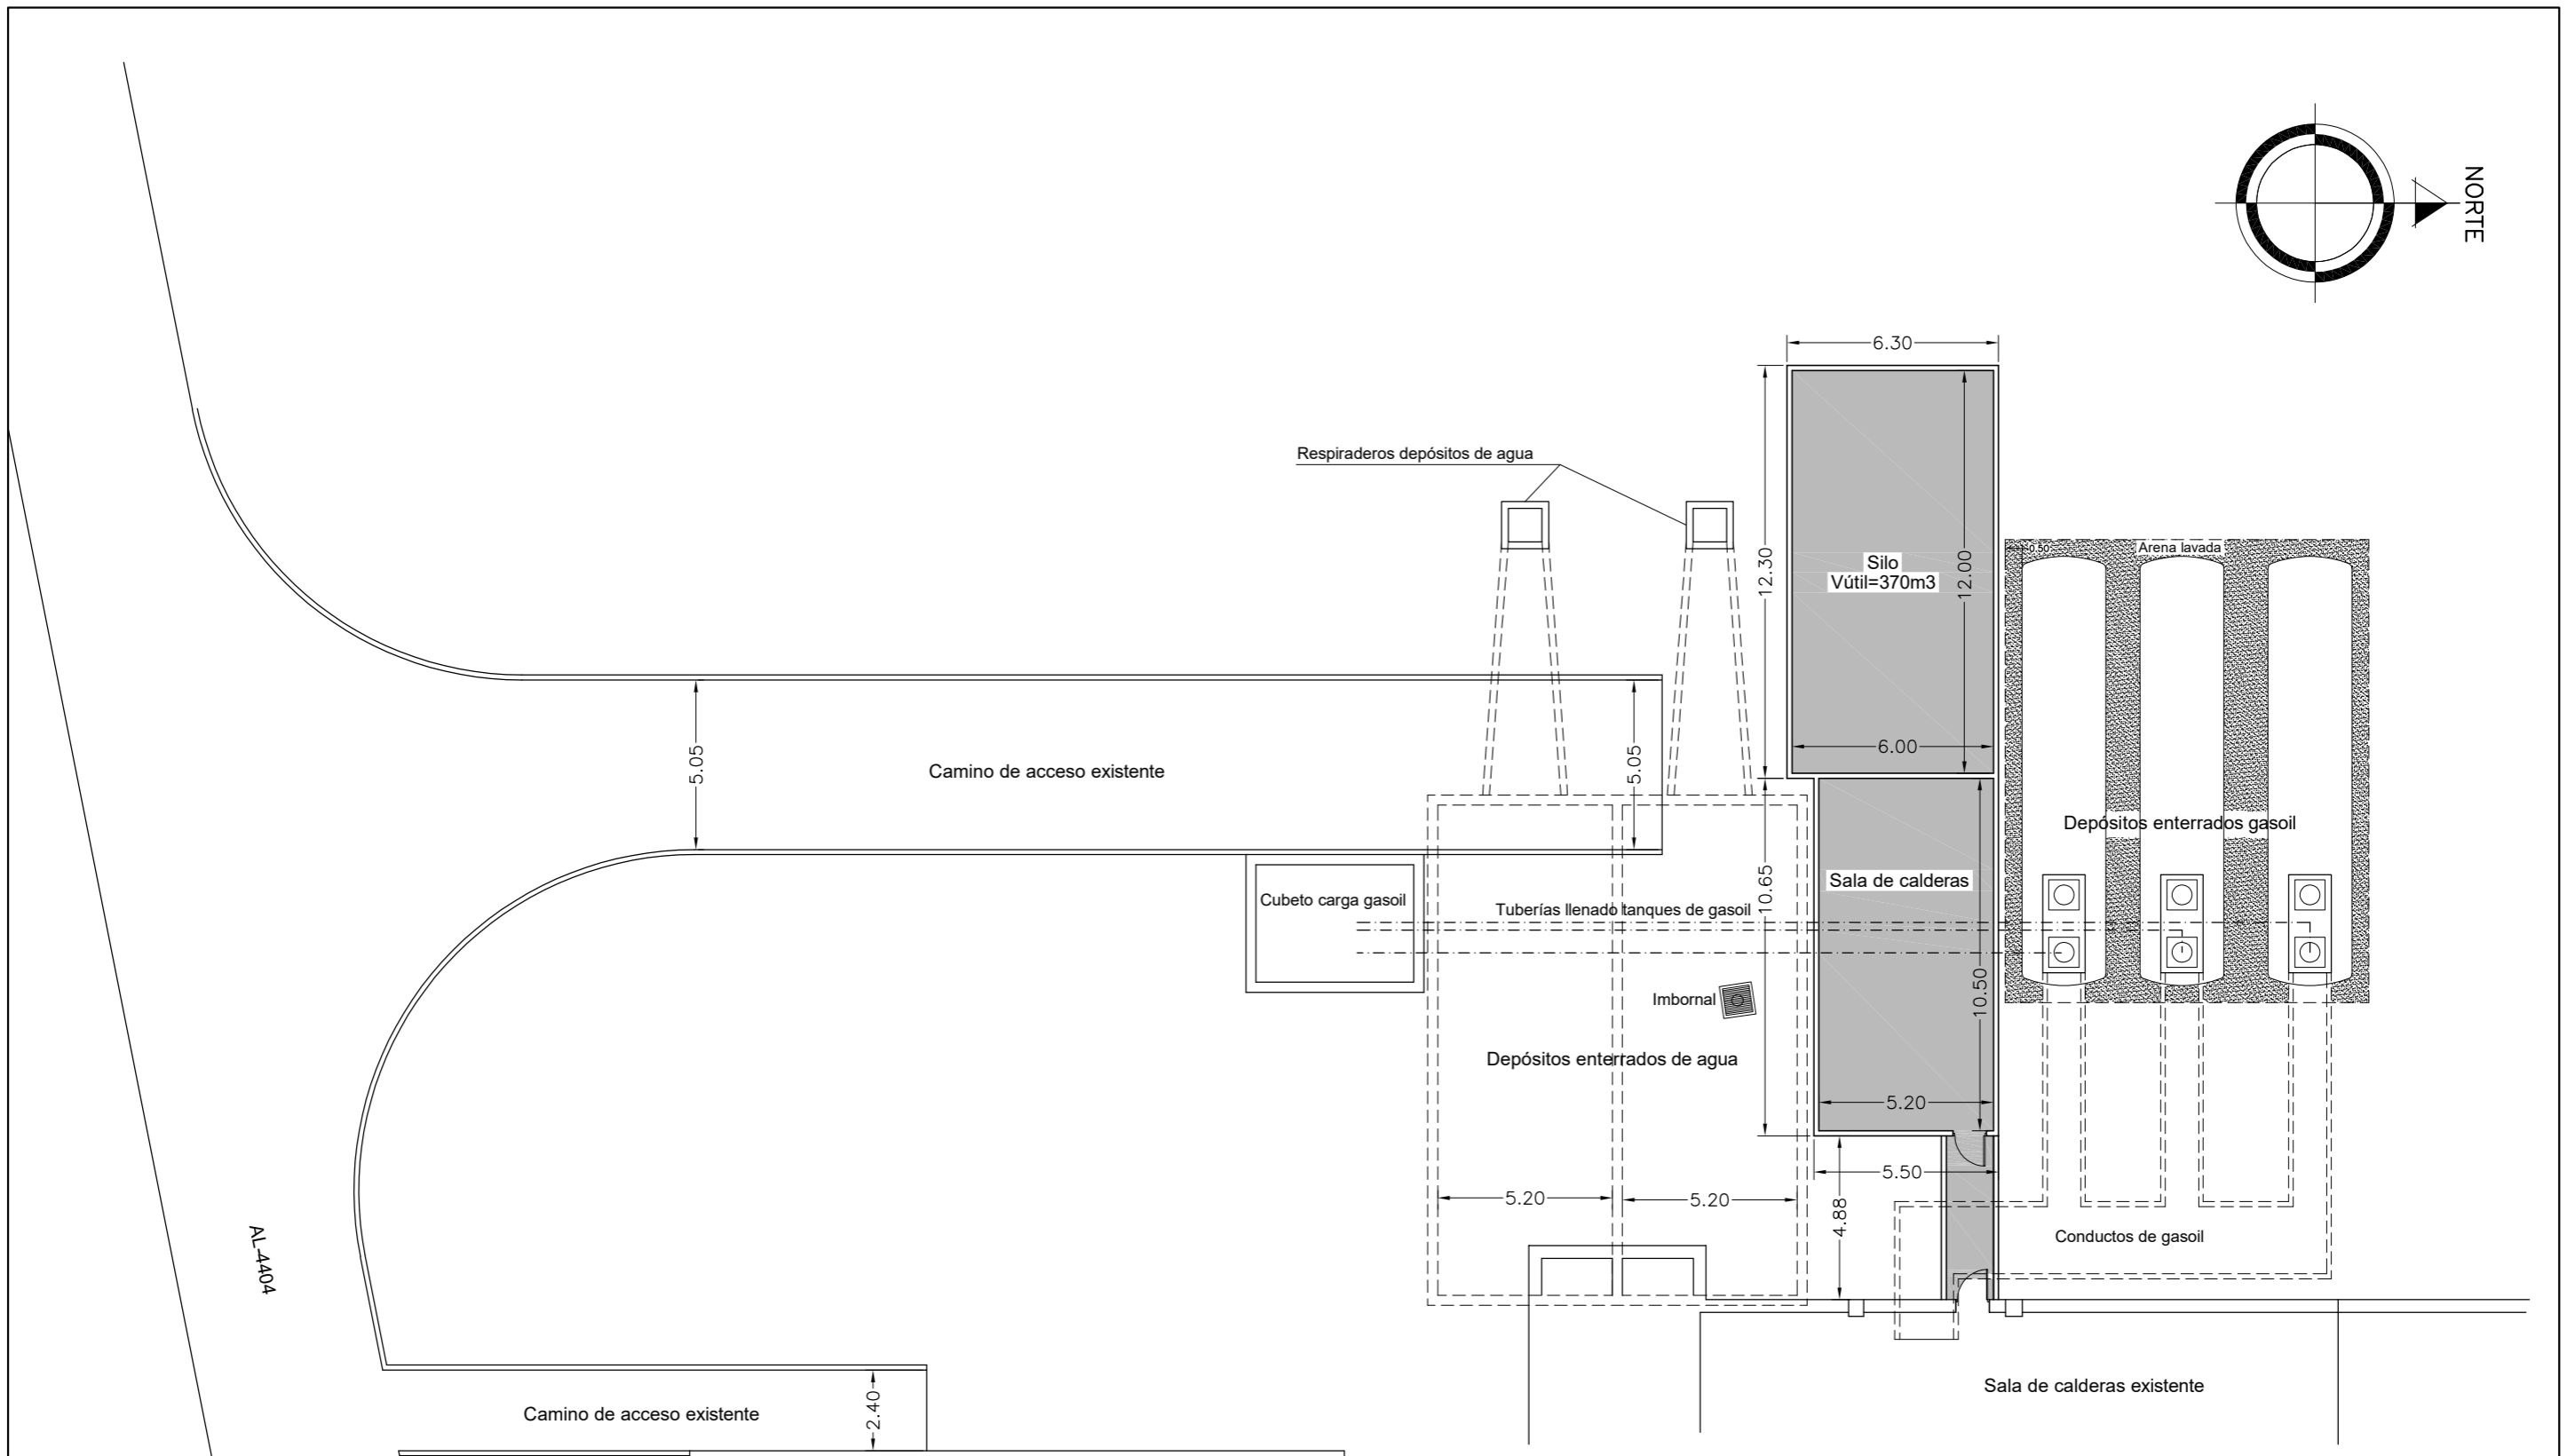 NORTE
6.30
Respiraderos depósitos de agua
12.30
Silo
Vútil=370m3
12.00
0.50
Arena lavada
6.00
5.05
Camino de acceso existente
5.05
Depósitos enterrados gasoil
10.65
Sala de calderas
Cubeto carga gasoil
Tuberías llenado tanques de gasoil
Imbornal
10.50
Depósitos enterrados de agua
5.20
5.50
5.20
5.20
4.88
Conductos de gasoil
AL-4404
Sala de calderas existente
Camino de acceso existente
2.40